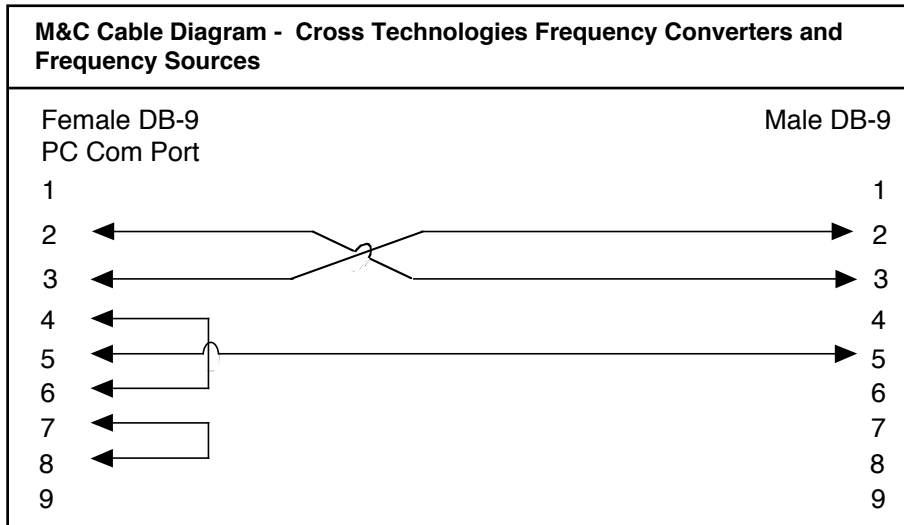 M&C Cable Diagram - Cross Technologies Frequency Converters and
Frequency Sources
Female DB-9 Male DB-9
PC Com Port
1 1
2 2
3 3
4 4
5 5
6 6
7 7
8 8
9 9